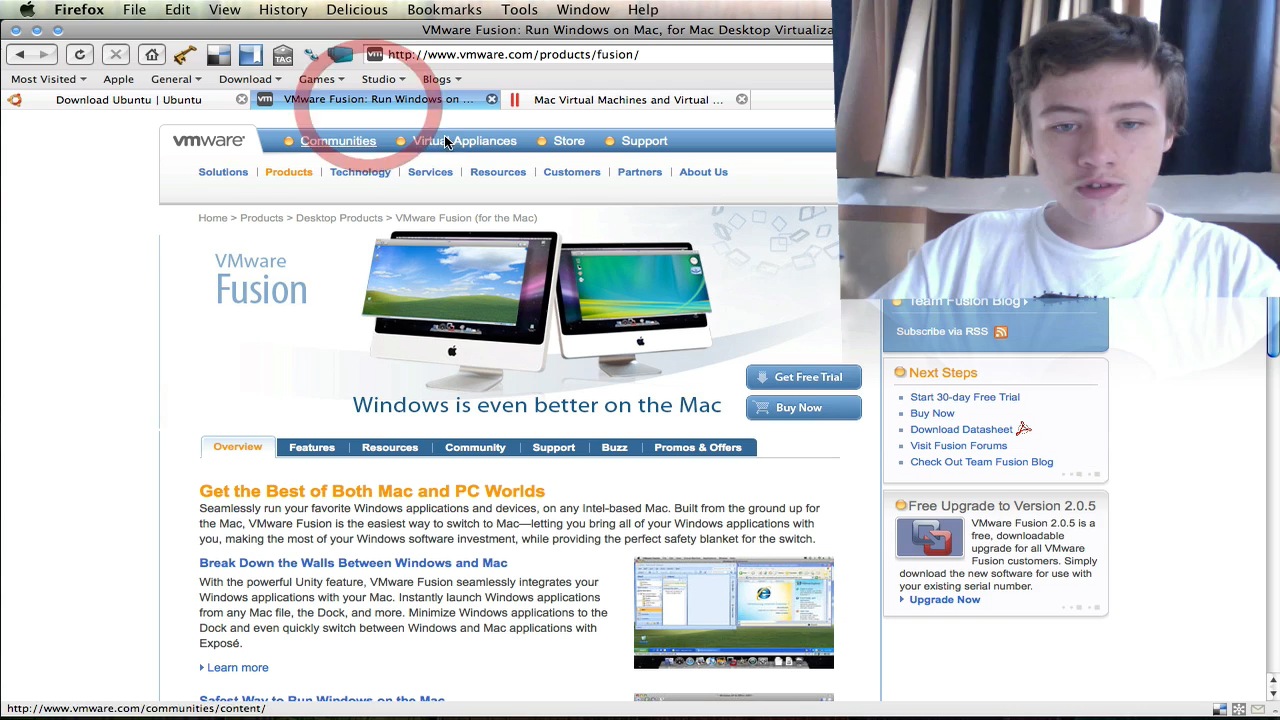 Firefox File Edit View History Delicious Bookmarks Tools Window Help
VMware Fusion: Run Windows on Mac, for Mac Desktop Virtualiza
TAG vm http://www.vmware.com/products/fusion/
Most Visited Apple General Download Games Studio Blogs
Download Ubuntu | Ubuntu vm VMware Fusion: Run Windows on ... Mac Virtual Machines and Virtual ...
vmware Communities Virtual Appliances Store Support
Solutions Products Technology Services Resources Customers Partners About Us
Home > Products > Desktop Products > VMware Fusion (for the Mac)
VMware
Fusion
Team Fusion Blog
Subscribe via RSS
Get Free Trial
Buy Now
Windows is even better on the Mac
Next Steps
Start 30-day Free Trial
Buy Now
Download Datasheet
Visit Fusion Forums
Check Out Team Fusion Blog
Overview Features Resources Community Support Buzz Promos & Offers
Get the Best of Both Mac and PC Worlds
Seamlessly run your favorite Windows applications and devices, on any Intel-based Mac. Built from the ground up for
the Mac, VMware Fusion is the easiest way to switch to Mac—letting you bring all of your Windows applications with
you, making the most of your Windows software investment, while providing the perfect safety blanket for the switch.
Free Upgrade to Version 2.0.5
VMware Fusion 2.0.5 is a
free, downloadable
upgrade for all VMware
Fusion customers. Simply
download the new software for use with
your existing serial number.
Upgrade Now
Break Down the Walls Between Windows and Mac
With the powerful Unity feature, VMware Fusion seamlessly integrates your
Windows applications with your Mac. Instantly launch Windows applications
from any Mac file, the Dock, and more. Minimize Windows applications to the
Dock and even quickly switch between Windows and Mac applications with
Exposé.
Learn more
Safest Way to Run Windows on the Mac
http://www.vmware.com/communities/content/